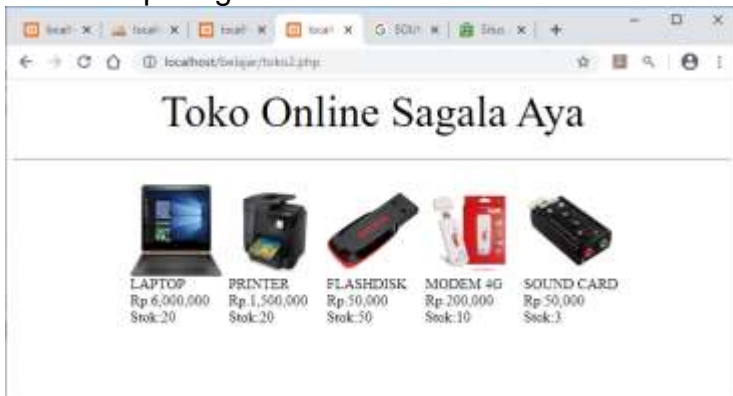 localhost/belajar/toko2.php
Toko Online Sagala Aya
LAPTOP
Rp.6,000,000
Stok:20
PRINTER
Rp.1,500,000
Stok:20
FLASHDISK
Rp.50,000
Stok:50
MODEM 4G
Rp.200,000
Stok:10
SOUND CARD
Rp.50,000
Stok:3